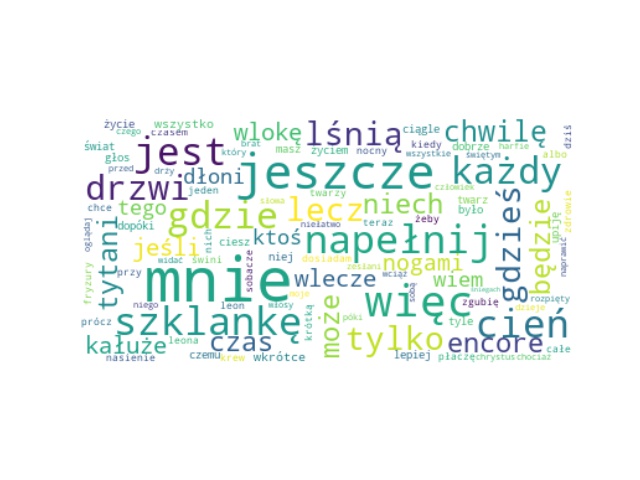 życie
wszystko
czego
czasem
wlokę
lśnią
ciągle
chwilę
dziś
świat
głos
jest
brat
który
masz
życiem
nocny
kiedy
wszystkie
dobrze
świętym
harfie
albo
przed
drzy
dłoni
jeszcze
każdy
drzwi
jeden
twarzy
człowiek
chce
tego
gdzie
słowa
lecz
niech
twarz
było
gdzieś
będzie
upiję
zdrowie
oglądaj
dopóki
niełatwo
teraz
żeby
tytani
jeśli
nich
ciesz
ktoś
napełnij
naprawić
fryzury
przy
świni
sobacze
niej
dosiadam
zesłani
nogami
mnie
wlecze
wciąż
wiem
śniegach
sobą
niego
leon
włosy
moje
więc
zgubię
rozpięty
dzieje
prócz
szklankę
krótką
może
póki
tyle
cień
kałuże
leona
czas
tylko
encore
nasienie
czemu
krew
wkrótce
widać
lepiej
płaczę
chrystus
chociaż
całe